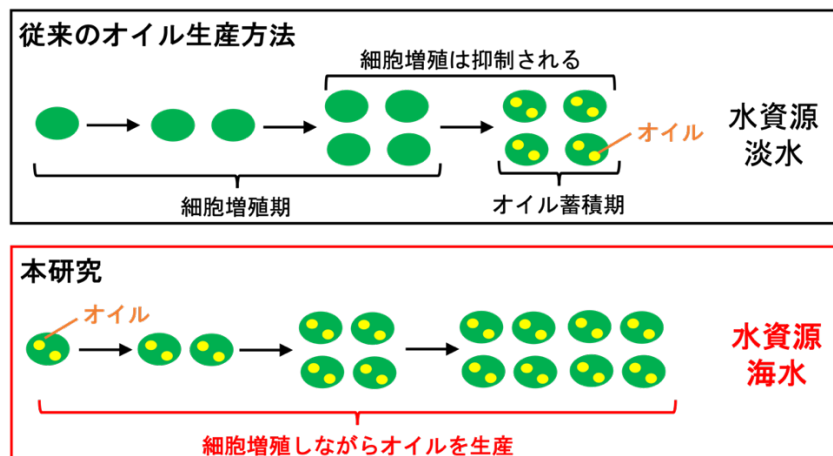 従来のオイル生産方法
細胞増殖は抑制される
オイル
水資源
淡水
細胞増殖期
オイル蓄積期
本研究
オイル
水資源
海水
細胞増殖しながらオイルを生産